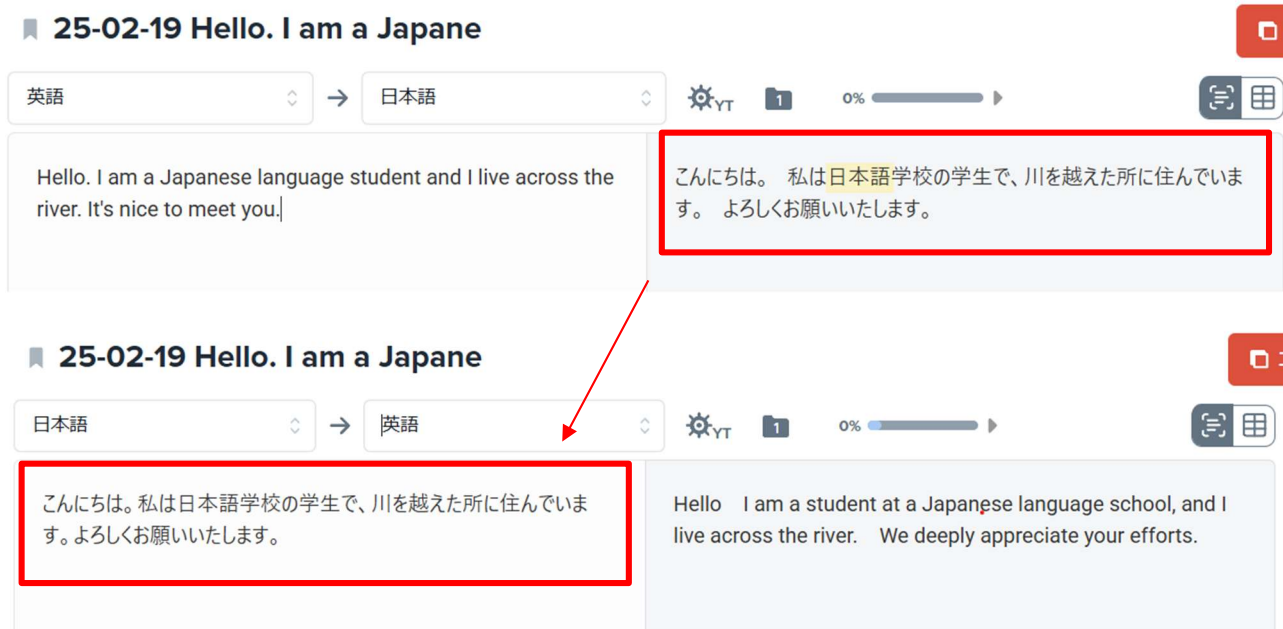 25-02-19 Hello. I am a Japane
英語 → 日本語 YT 1 0%
Hello. I am a Japanese language student and I live across the
river. It's nice to meet you.
こんにちは。　私は日本語学校の学生で、川を越えた所に住んでいま
す。　よろしくお願いいたします。
25-02-19 Hello. I am a Japane
日本語 → 英語 YT 1 0%
こんにちは。私は日本語学校の学生で、川を越えた所に住んでいま
す。よろしくお願いいたします。
Hello　I am a student at a Japanese language school, and I
live across the river.　We deeply appreciate your efforts.